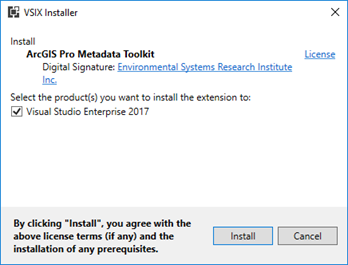 VSIX Installer
Install
ArcGIS Pro Metadata Toolkit
License
Digital Signature: Environmental Systems Research Institute
Inc.
Select the product(s) you want to install the extension to:
Visual Studio Enterprise 2017
By clicking "Install", you agree with the
above license terms (if any) and the
installation of any prerequisites.
Install
Cancel